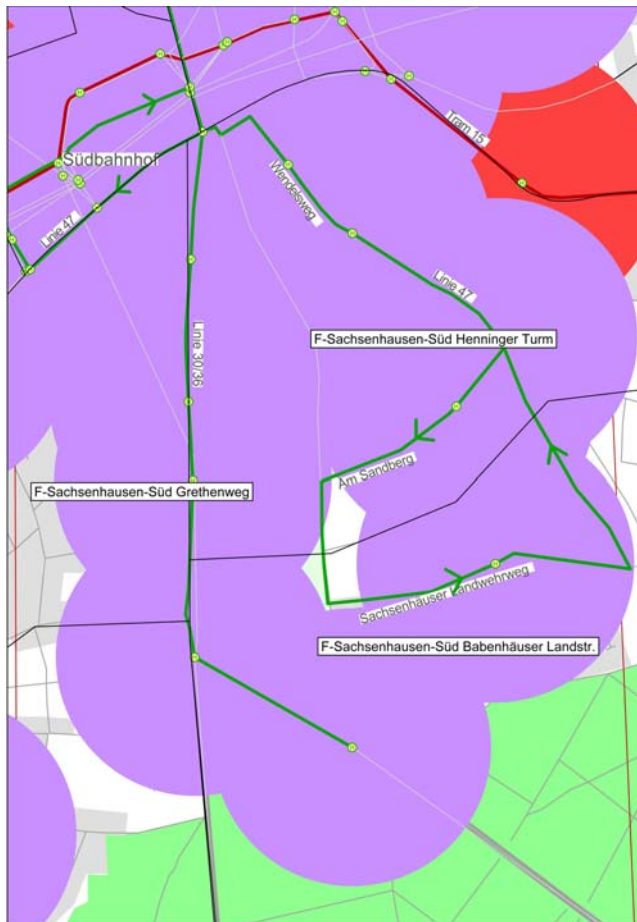 Tram 15
Südbahnhof
Wendelsweg
Linie 47
Linie 47
F-Sachsenhausen-Süd Henninger Turm
Linie 30/36
Am Sandberg
F-Sachsenhausen-Süd Grethenweg
Sachsenhäuser Landwehrweg
F-Sachsenhausen-Süd Babenhäuser Landstr.